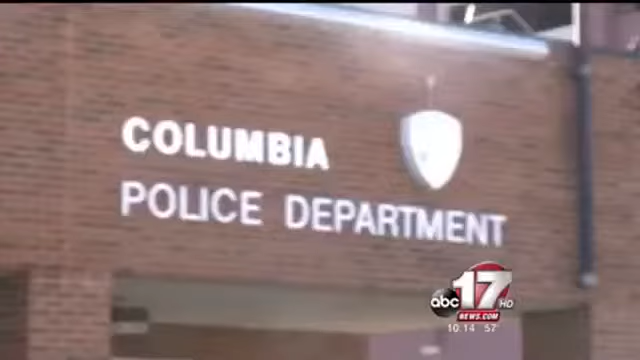 COLUMBIA
POLICE DEPARTMENT
abc 17 HD
NEWS.COM
10:14 57°